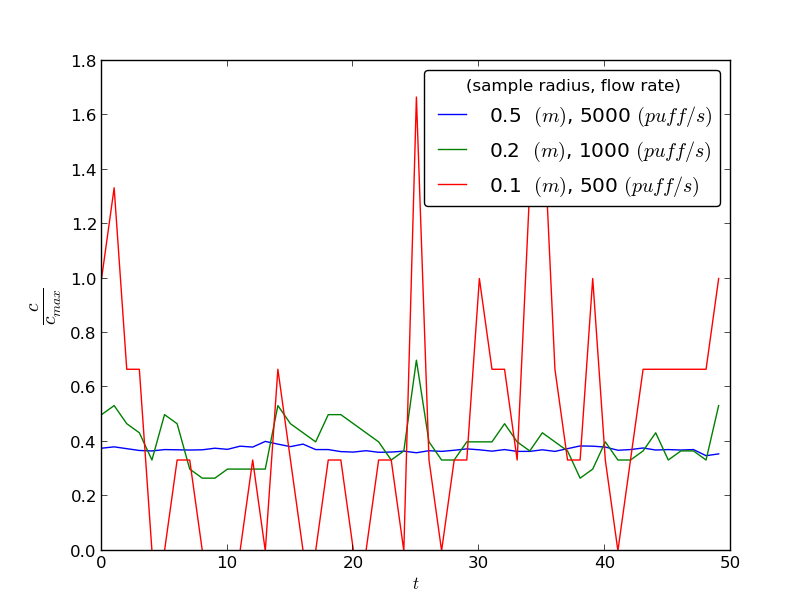 1.8
1.6
1.4
1.2
1.0
0.8
0.6
0.4
0.2
0.0
c
c_max
(sample radius, flow rate)
0.5 (m), 5000 (puff/s)
0.2 (m), 1000 (puff/s)
0.1 (m), 500 (puff/s)
0 10 20 30 40 50
t